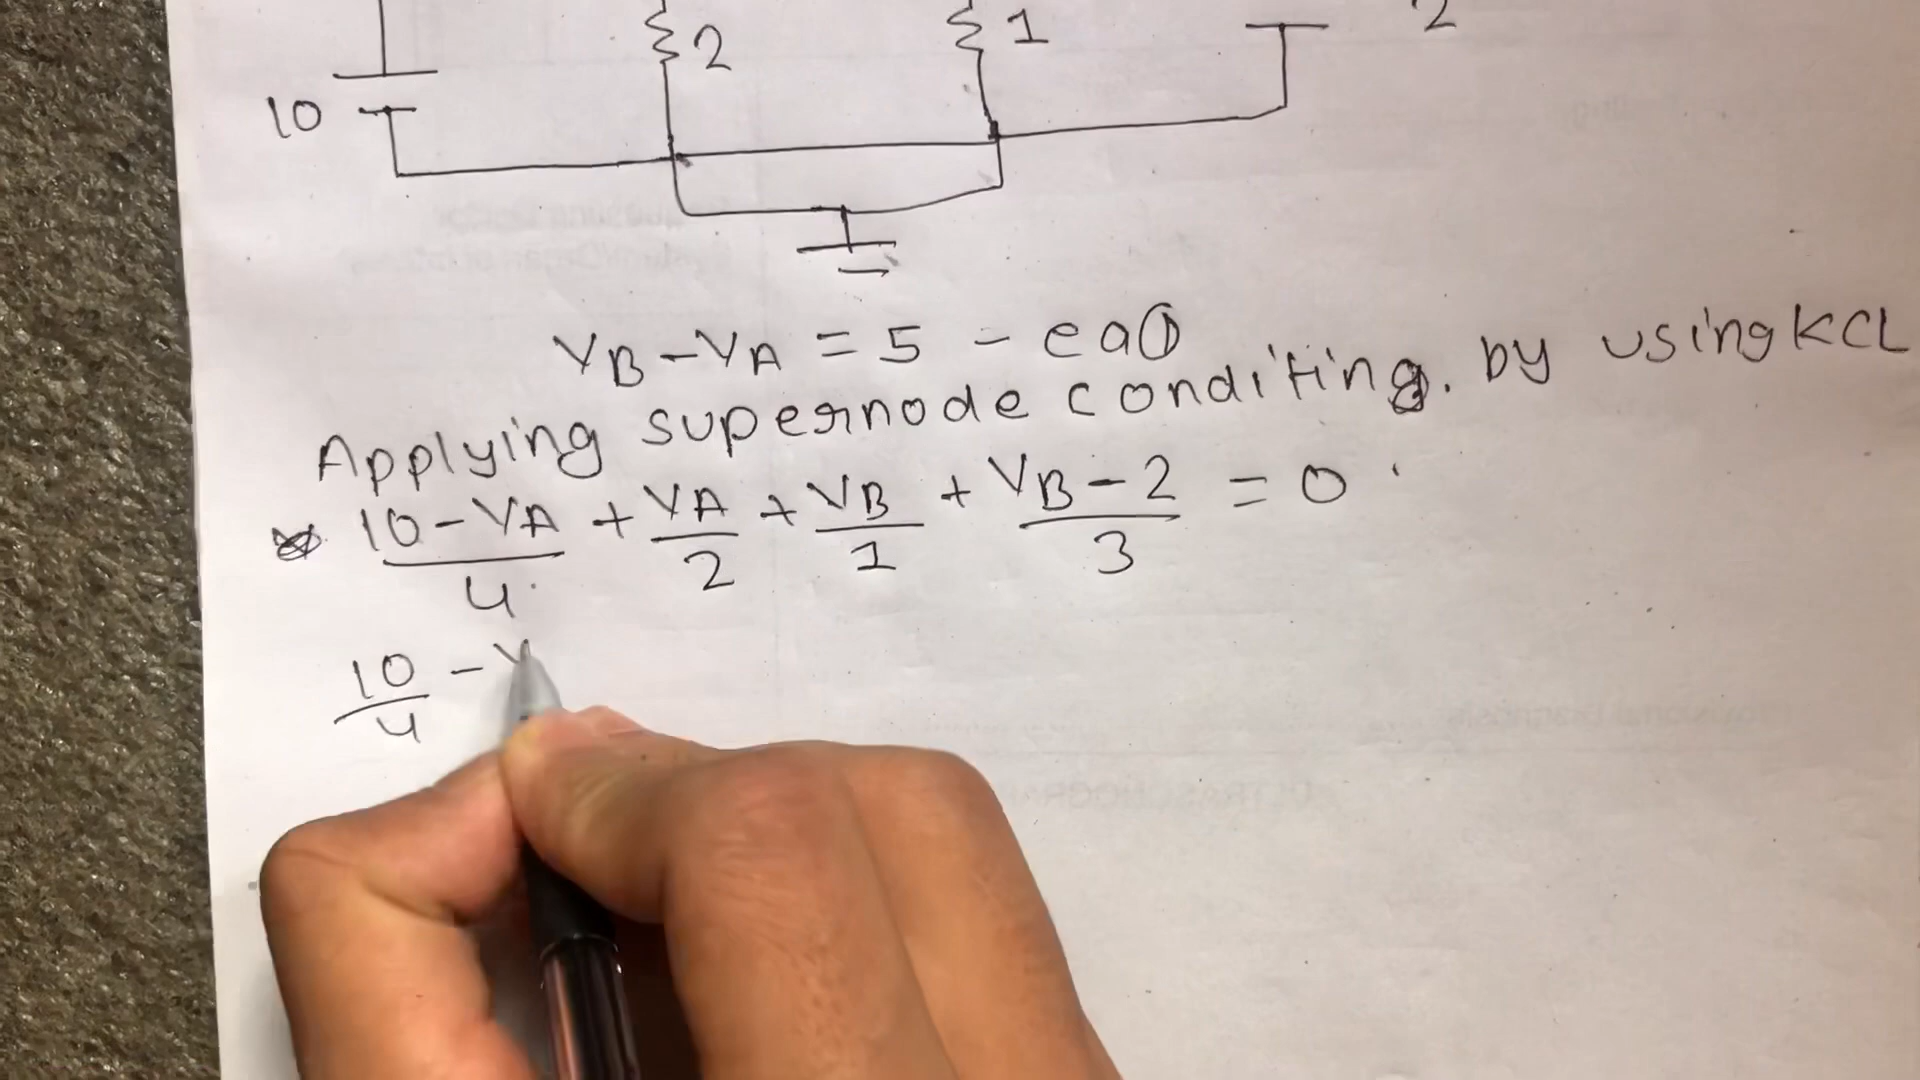 2 1 2
10
VB - VA = 5 - eq①
Applying supernode conditiing. by using KCL
10 - VA / 4 + VA / 2 + VB / 1 + VB - 2 / 3 = 0
10 / 4 - V